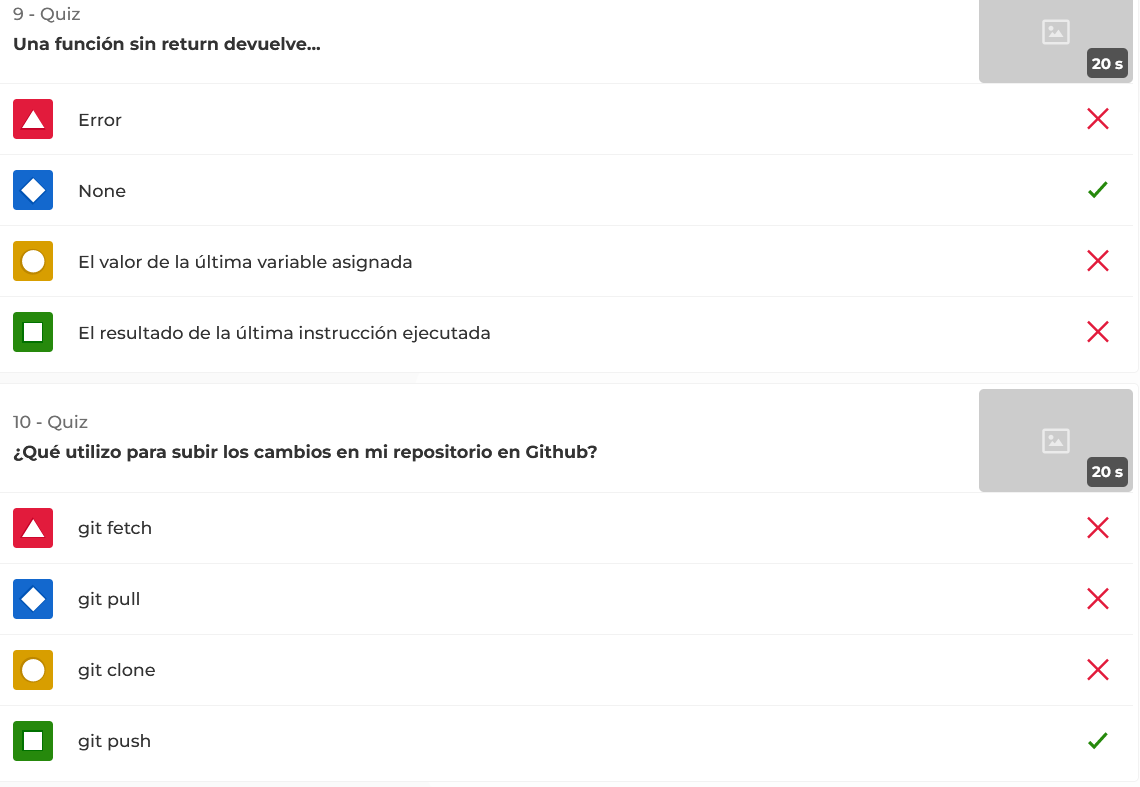 9 - Quiz
Una función sin return devuelve...
20 s
Error
None
El valor de la última variable asignada
El resultado de la última instrucción ejecutada
10 - Quiz
¿Qué utilizo para subir los cambios en mi repositorio en Github?
20 s
git fetch
git pull
git clone
git push